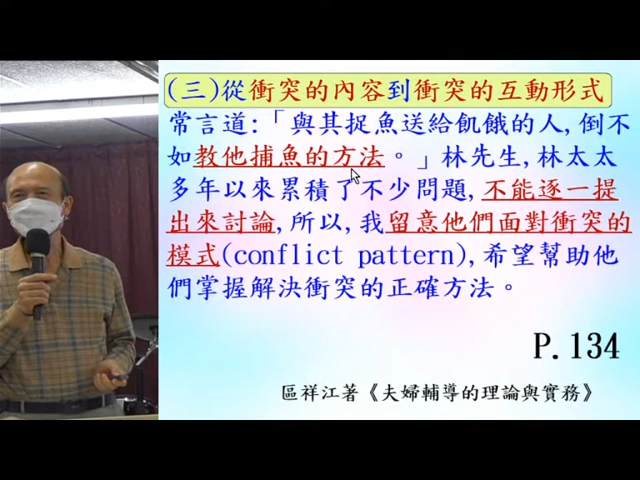 (三)從衝突的內容到衝突的互動形式
常言道:「與其捉魚送給飢餓的人,倒不
如教他捕魚的方法。」林先生,林太太
多年以來累積了不少問題,不能逐一提
出來討論,所以,我留意他們面對衝突的
模式(conflict pattern),希望幫助他
們掌握解決衝突的正確方法。
P.134
區祥江著《夫婦輔導的理論與實務》